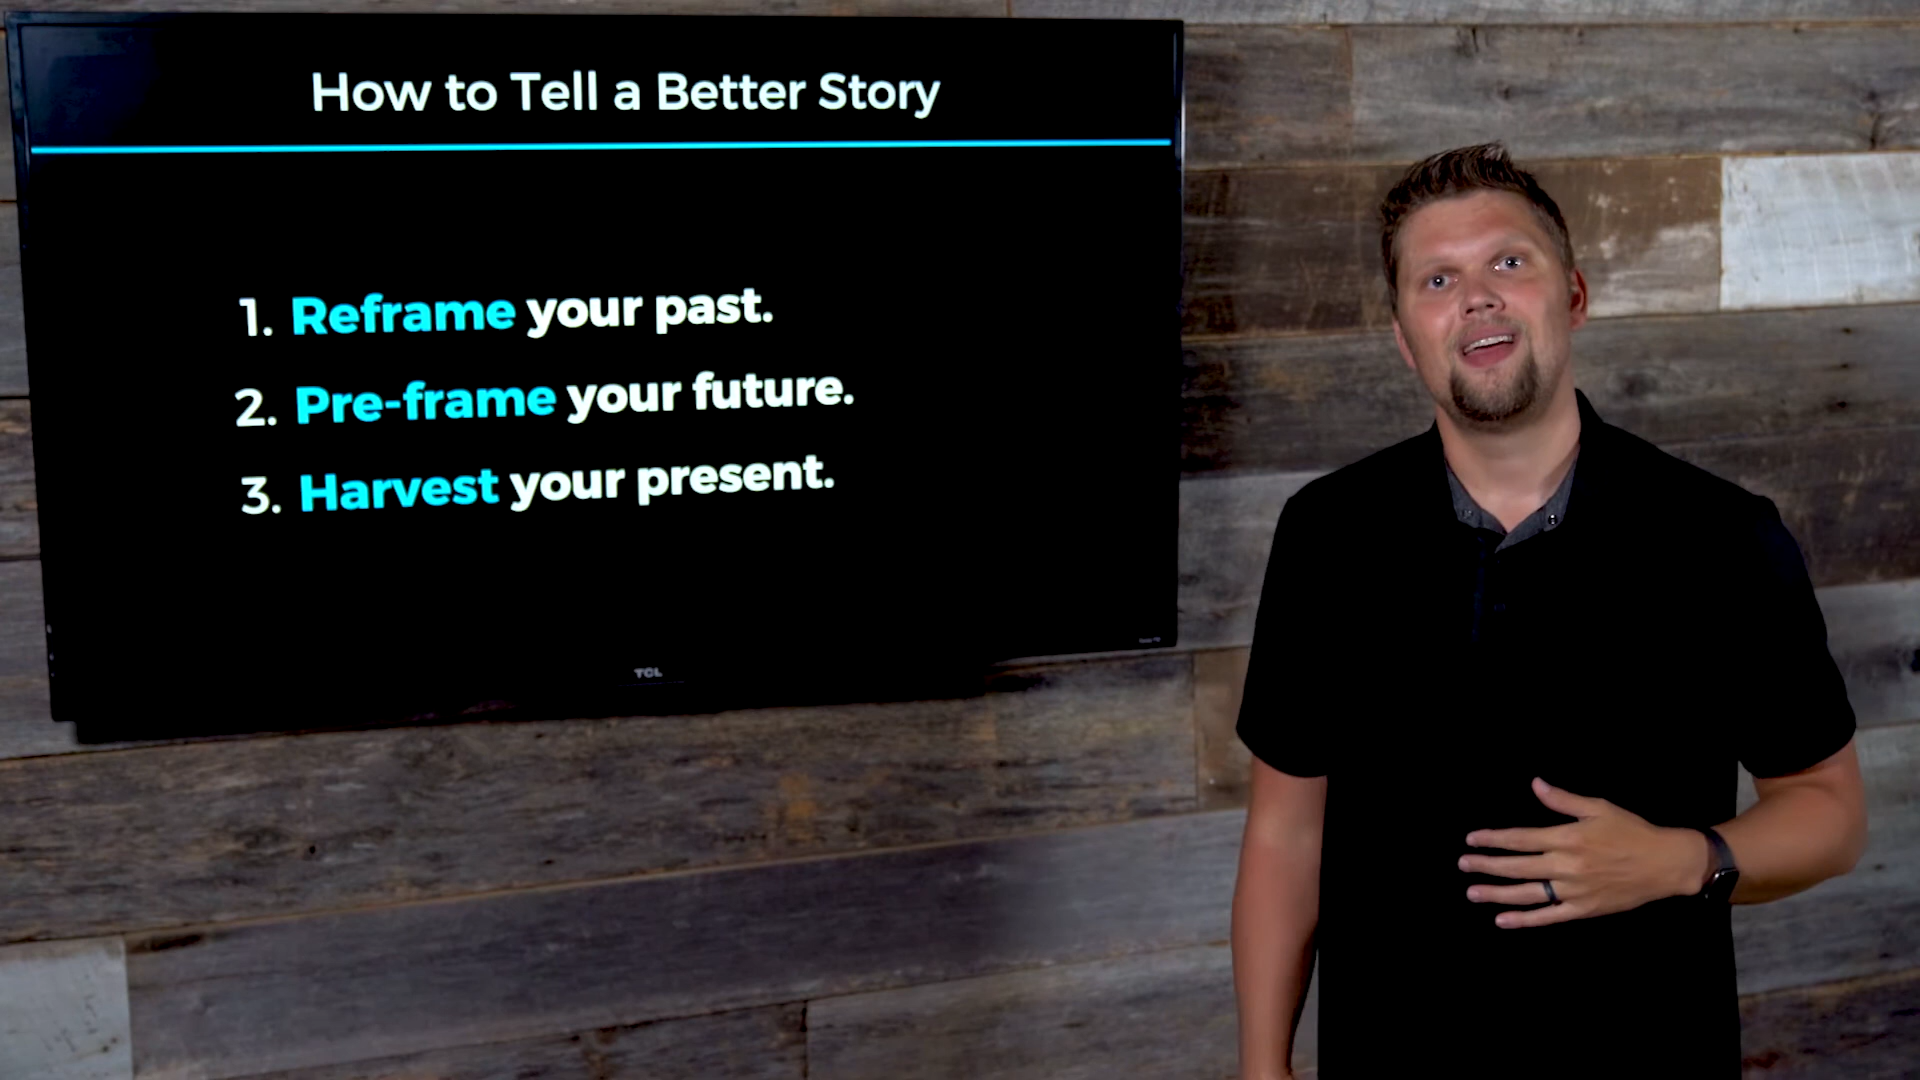 How to Tell a Better Story
1. Reframe your past.
2. Pre-frame your future.
3. Harvest your present.
TCL